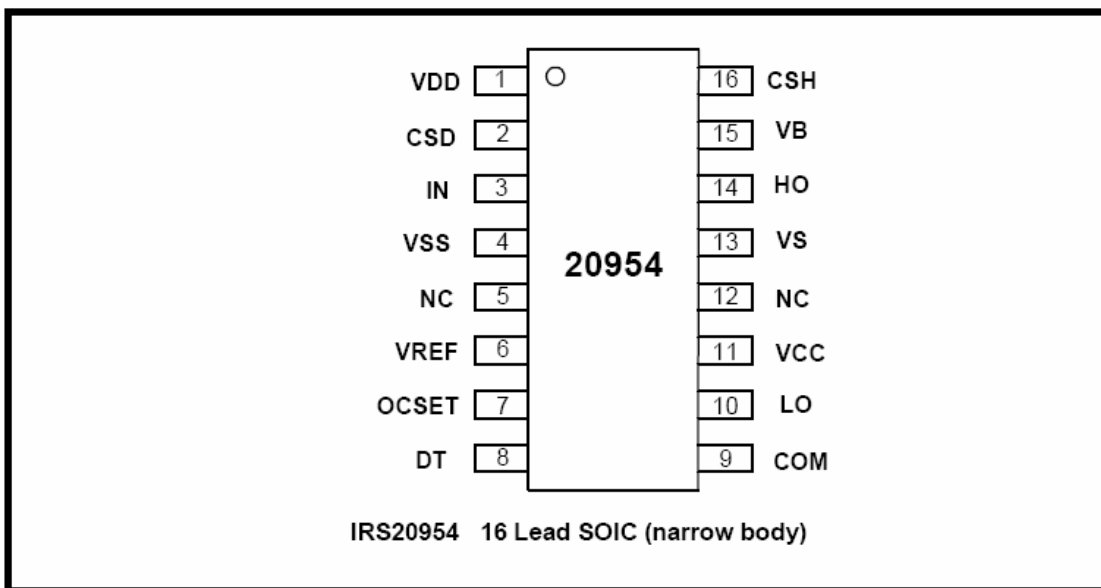 VDD 1 16 CSH
CSD 2 15 VB
IN 3 14 HO
VSS 4 13 VS
20954
NC 5 12 NC
VREF 6 11 VCC
OCSET 7 10 LO
DT 8 9 COM
IRS20954 16 Lead SOIC (narrow body)